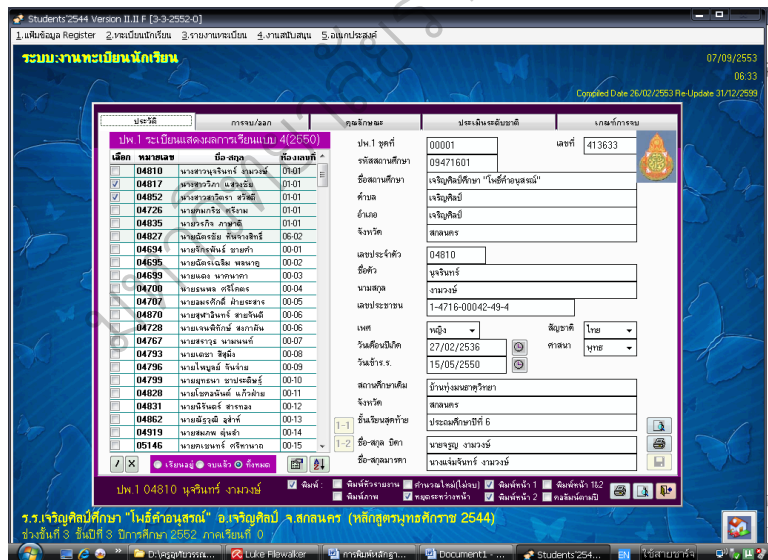 Students'2544 Version II.II F [3-3-2552-0]
1.แฟ้มข้อมูล Register 2.ทะเบียนนักเรียน 3.รายงานทะเบียน 4.งานสนับสนุน 5.อเนกประสงค์
ระบบ:งานทะเบียนนักเรียน
07/09/2553
06:33
Compiled Date 26/02/2553 Re-Update 31/12/2599
ประวัติ การจบ/ออก คุณลักษณะ ประเมินระดับชาติ เกณฑ์การจบ
ปพ.1 ระเบียนแสดงผลการเรียนแบบ 4(2550)
เลือก หมายเลข ชื่อ-สกุล ห้องเลขที่
04810 นางสาวนุจรินทร์ งามวงษ์ 01-01
04817 นางสาววิภา แสวงชัย 01-01
04852 นางสาวสาวิตรา สวัสดี 01-01
04726 นายคมกริช ศรีงาม 01-01
04835 นายวรกิจ ภาษาดี 01-01
04827 นายฉัตรชัย 06-02
04694 นายจักรพันธ์ ชายคำ 00-01
04695 นายฉัตรเฉลิม พลนาคู 00-02
04699 นายแดง นาคนาคา 00-03
04700 นายธนพล ศรีโคตร 00-04
04707 นายอมรศักดิ์ ฝ่ายระสาร 00-05
04870 นายสุฬาอินทร์ สายจันดี 00-06
04728 นายเจนพิทักษ์ สงกาผัน 00-06
04767 นายสราวุธ นามนนท์ 00-07
04793 นายเดชา สีสุมัง 00-08
04796 นายไพบูลย์ จันจ่าย 00-09
04799 นายยุทธนา ชาประดิษฐ์ 00-10
04828 นายโชคอนันต์ แก้วฝ่าย 00-11
04831 นายนิรันดร์ สารทอง 00-12
04862 นายณัฐวุฒิ สุลำห์ 00-13
04919 นายสมภพ คุ้มฮำ 00-14
05146 นายคเชนทร์ ศรีทานาถ 00-15
เรียนอยู่ จบแล้ว ทั้งหมด
ปพ.1 ชุดที่ 00001 เลขที่ 413633
รหัสสถานศึกษา 09471601
ชื่อสถานศึกษา เจริญศิลป์ศึกษา "โพธิ์คำอนุสรณ์"
ตำบล เจริญศิลป์
อำเภอ เจริญศิลป์
จังหวัด สกลนคร
เลขประจำตัว 04810
ชื่อตัว นุจรินทร์
นามสกุล งามวงษ์
เลขประชาชน 1-4716-00042-49-4
เพศ หญิง สัญชาติ ไทย
วันเดือนปีเกิด 27/02/2536 ศาสนา พุทธ
วันเข้าร.ร. 15/05/2550
สถานศึกษาเดิม บ้านทุ่งมนธาตุวิทยา
จังหวัด สกลนคร
1-1 ชั้นเรียนสุดท้าย ประถมศึกษาปีที่ 6
1-2 ชื่อ-สกุล บิดา นายจรูญ งามวงษ์
ชื่อ-สกุลมารดา นางแจ่มจันทร์ งามวงษ์
ปพ.1 04810 นุจรินทร์ งามวงษ์
พิมพ์ : พิมพ์หัวรายงาน คำนวณใหม่(ไม่จบ) พิมพ์หน้า 1 พิมพ์หน้า 1&2
พิมพ์ภาพ หยุดระหว่างหน้า พิมพ์หน้า 2 คอลัมน์ตามปี
ร.ร.เจริญศิลป์ศึกษา "โพธิ์คำอนุสรณ์" อ.เจริญศิลป์ จ.สกลนคร (หลักสูตรพุทธศักราช 2544)
ช่วงชั้นที่ 3 ชั้นปีที่ 3 ปีการศึกษา 2552 ภาคเรียนที่ 0
D:\ครูสุทัยวรรณ... Luke Filewalker การพิมพ์หลักฐา... Document1 - ... Students'254... EN ใช้สายชาร์จ